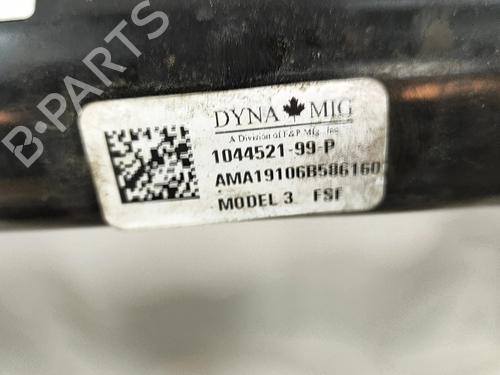 B-PARTS
DYNA MIG
A Division of F&P Mfg. Inc.
1044521-99-P
AMA19106B586160
MODEL 3 FSF